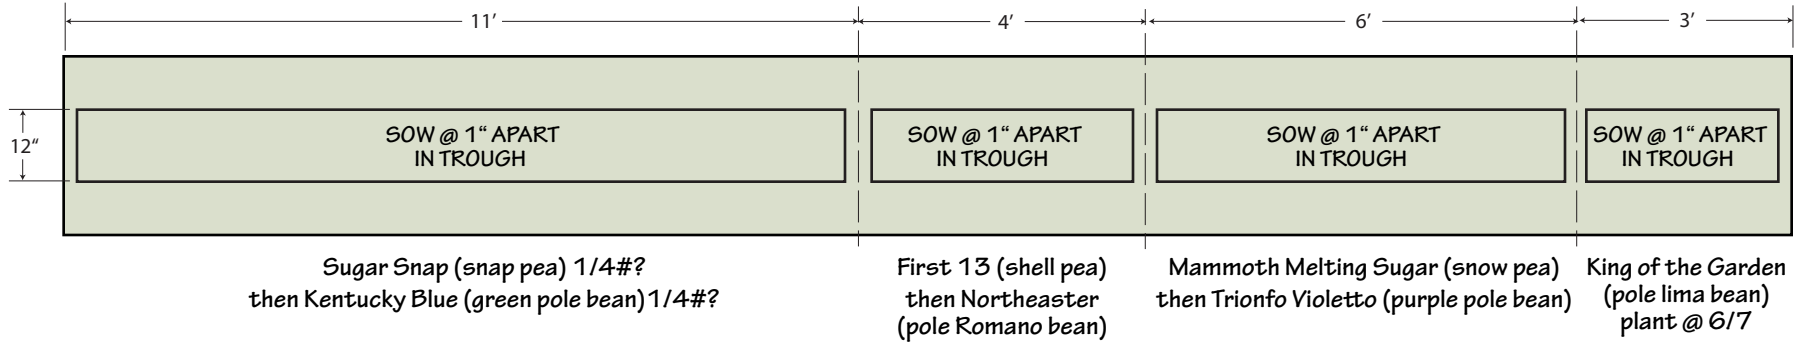 11’
4’
6’
3’
12“
SOW @ 1“ APART
IN TROUGH
SOW @ 1“ APART
IN TROUGH
SOW @ 1“ APART
IN TROUGH
SOW @ 1“ APART
IN TROUGH
Sugar Snap (snap pea) 1/4#?
then Kentucky Blue (green pole bean)1/4#?
First 13 (shell pea)
then Northeaster
(pole Romano bean)
Mammoth Melting Sugar (snow pea)
then Trionfo Violetto (purple pole bean)
King of the Garden
(pole lima bean)
plant @ 6/7